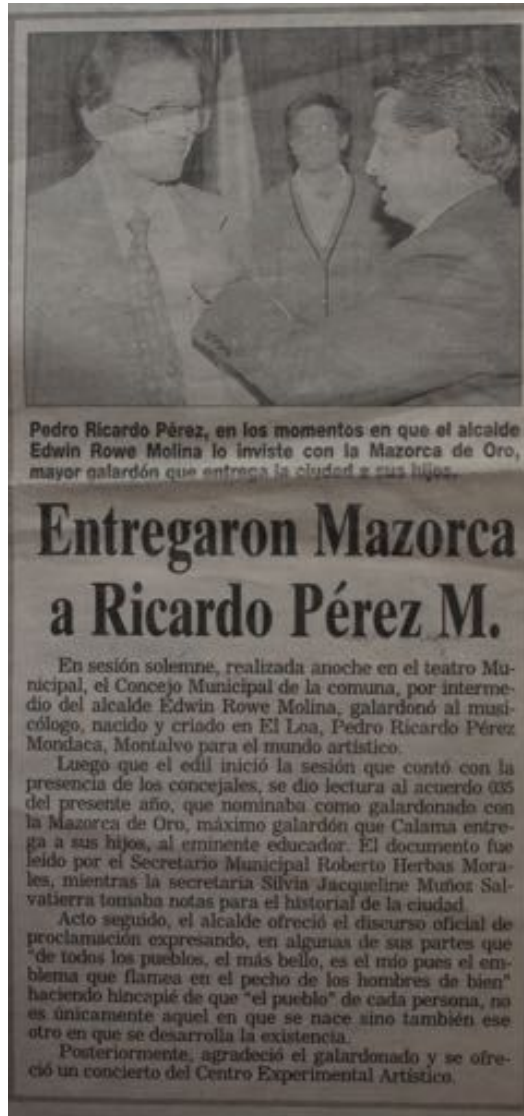 Pedro Ricardo Pérez, en los momentos en que el alcalde
Edwin Rowe Molina lo inviste con la Mazorca de Oro,
mayor galardón que entrega la ciudad a sus hijos.
Entregaron Mazorca
a Ricardo Pérez M.
En sesión solemne, realizada anoche en el teatro Mu-
nicipal, el Concejo Municipal de la comuna, por interme-
dio del alcalde Edwin Rowe Molina, galardonó al musi-
cólogo, nacido y criado en El Loa, Pedro Ricardo Pérez
Mondaca, Montalvo para el mundo artístico.
Luego que el edil inició la sesión que contó con la
presencia de los concejales, se dio lectura al acuerdo 035
del presente año, que nominaba como galardonado con
la Mazorca de Oro, máximo galardón que Calama entre-
ga a sus hijos, al eminente educador. El documento fue
leído por el Secretario Municipal Roberto Herbas Mora-
les, mientras la secretaria Silvia Jacqueline Muñoz Sal-
vatierra tomaba notas para el historial de la ciudad.
Acto seguido, el alcalde ofreció el discurso oficial de
proclamación expresando, en algunas de sus partes que
"de todos los pueblos, el más bello, es el mío pues el em-
blema que flamea en el pecho de los hombres de bien"
haciendo hincapié de que "el pueblo" de cada persona, no
es únicamente aquel en que se nace sino también ese
otro en que se desarrolla la existencia.
Posteriormente, agradeció el galardonado y se ofre-
ció un concierto del Centro Experimental Artístico.